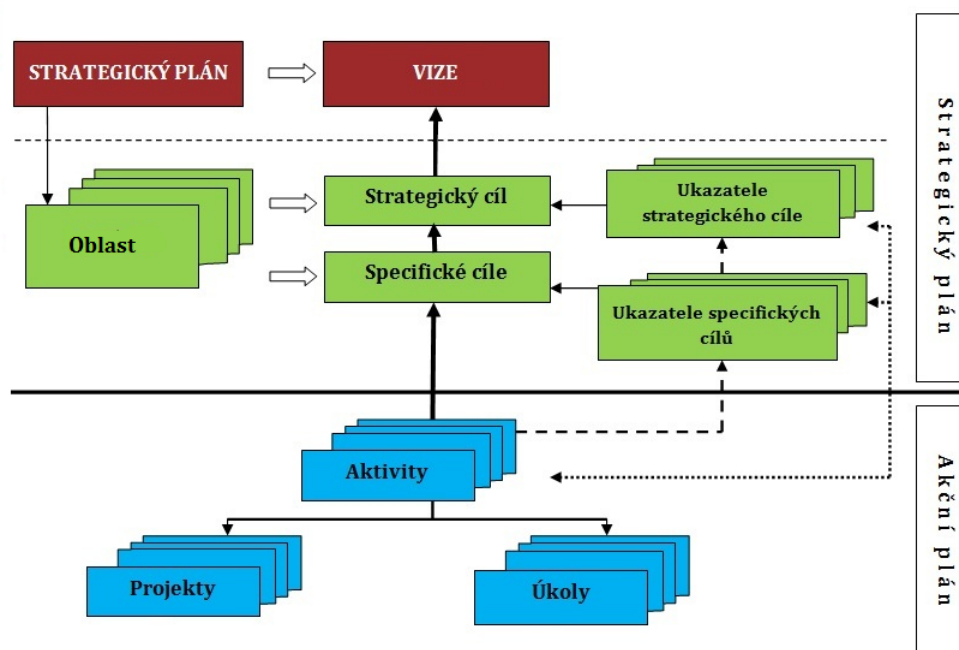 STRATEGICKÝ PLÁN
VIZE
Oblast
Strategický cíl
Specifické cíle
Ukazatele
strategického cíle
Ukazatele specifických
cílů
Strategický plán
Aktivity
Projekty
Úkoly
Akční plán